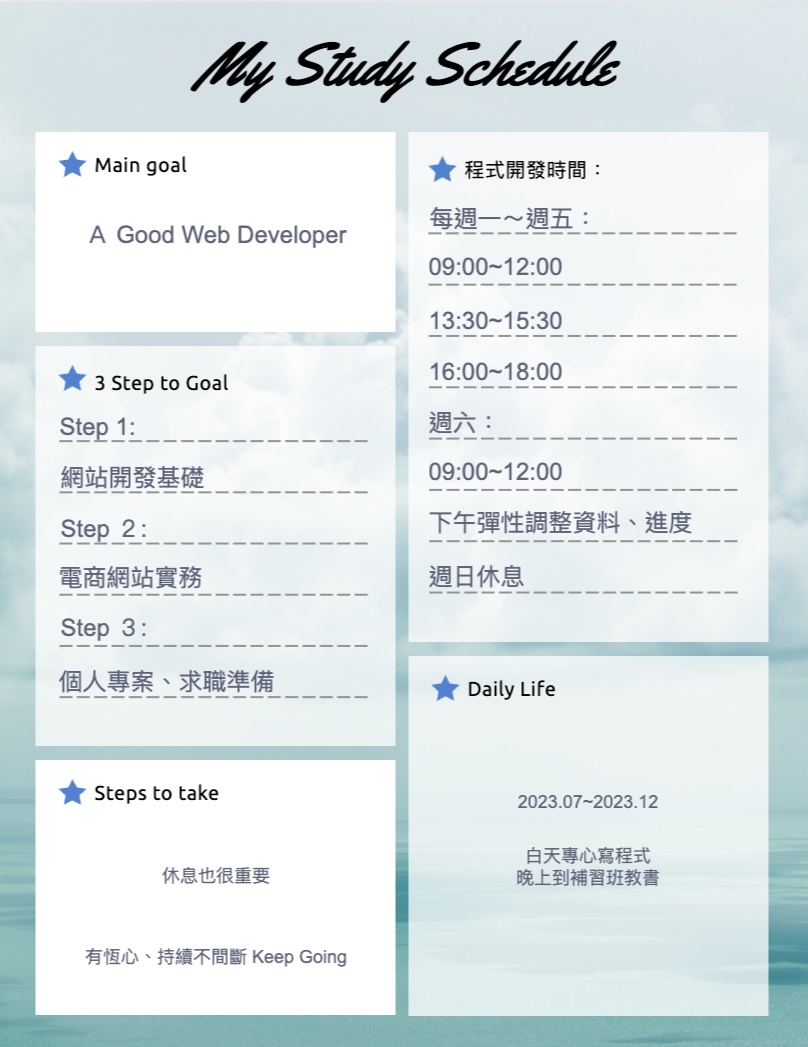 My Study Schedule
Main goal
A Good Web Developer
3 Step to Goal
Step 1:
網站開發基礎
Step ２:
電商網站實務
Step ３:
個人專案、求職準備
Steps to take
休息也很重要
有恆心、持續不間斷 Keep Going
程式開發時間：
每週一～週五：
09:00~12:00
13:30~15:30
16:00~18:00
週六：
09:00~12:00
下午彈性調整資料、進度
週日休息
Daily Life
2023.07~2023.12
白天專心寫程式
晚上到補習班教書